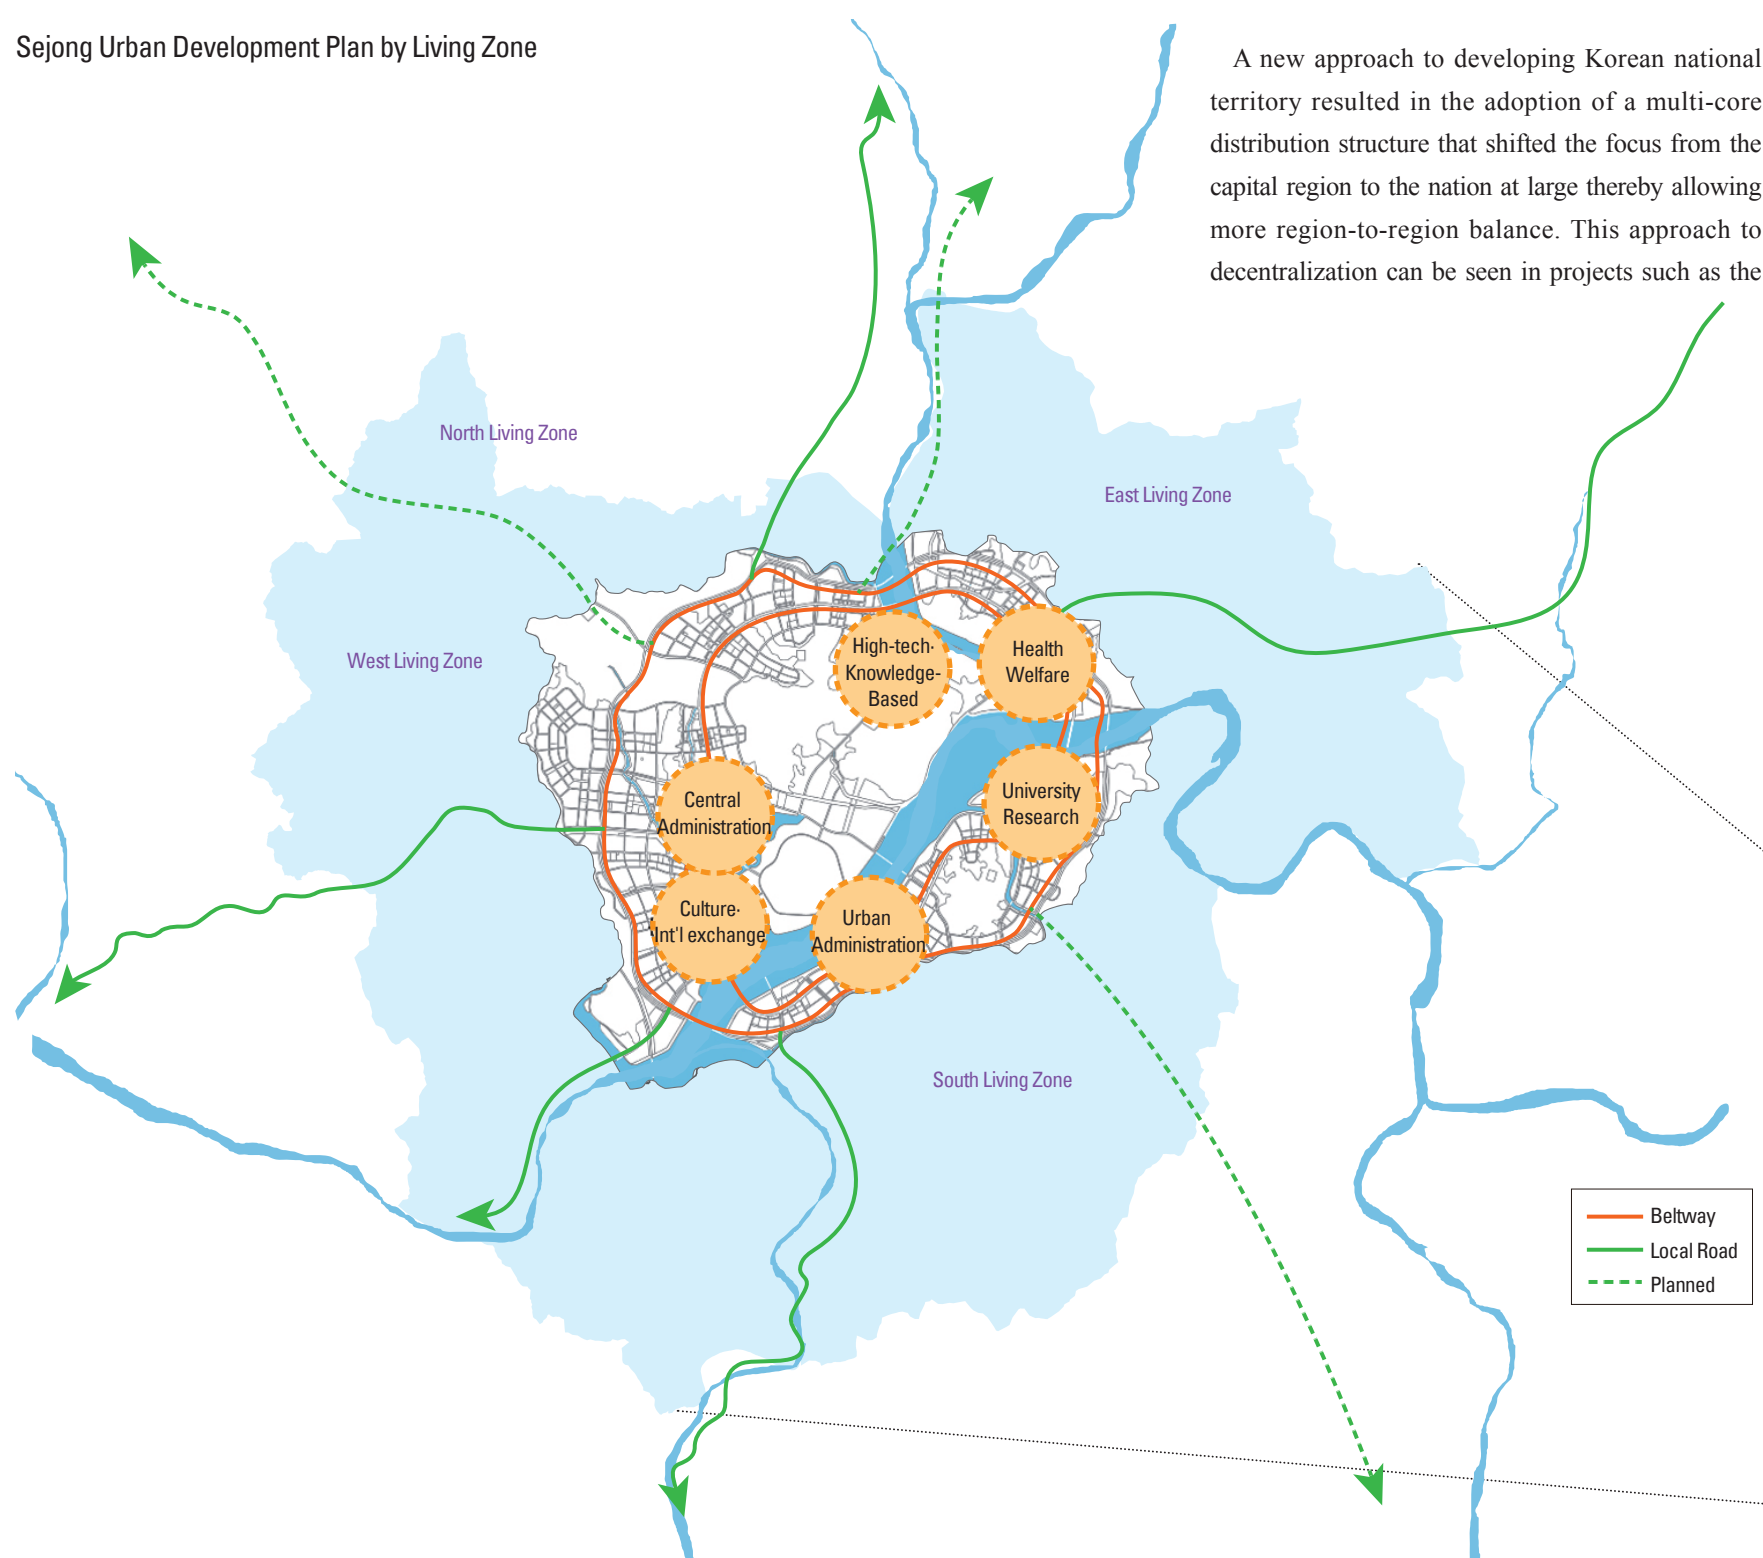 Sejong Urban Development Plan by Living Zone
A new approach to developing Korean national
territory resulted in the adoption of a multi-core
distribution structure that shifted the focus from the
capital region to the nation at large thereby allowing
more region-to-region balance. This approach to
decentralization can be seen in projects such as the
North Living Zone
East Living Zone
West Living Zone
High-tech·
Knowledge-
Based
Health
Welfare
Central
Administration
University
Research
Culture·
Int'l exchange
Urban
Administration
South Living Zone
Beltway
Local Road
Planned